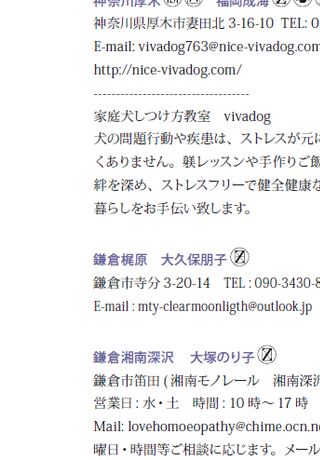 神奈川厚木 福岡成海
神奈川県厚木市妻田北 3-16-10 TEL: 0
E-mail: vivadog763@nice-vivadog.com
http://nice-vivadog.com/
-----------------------------------
家庭犬しつけ方教室 vivadog
犬の問題行動や疾患は、ストレスが元に
くありません。躾レッスンや手作りご飯
絆を深め、ストレスフリーで健全健康な
暮らしをお手伝い致します。
鎌倉梶原 大久保朋子 Ⓩ
鎌倉市寺分 3-20-14 TEL : 090-3430-8
E-mail : mty-clearmoonligth@outlook.jp
鎌倉湘南深沢 大塚のり子 Ⓩ
鎌倉市笛田 ( 湘南モノレール 湘南深沢
営業日 : 水・土 時間 : 10 時〜 17 時
Mail: lovehomoeopathy@chime.ocn.ne
曜日・時間等ご相談に応じます。メール